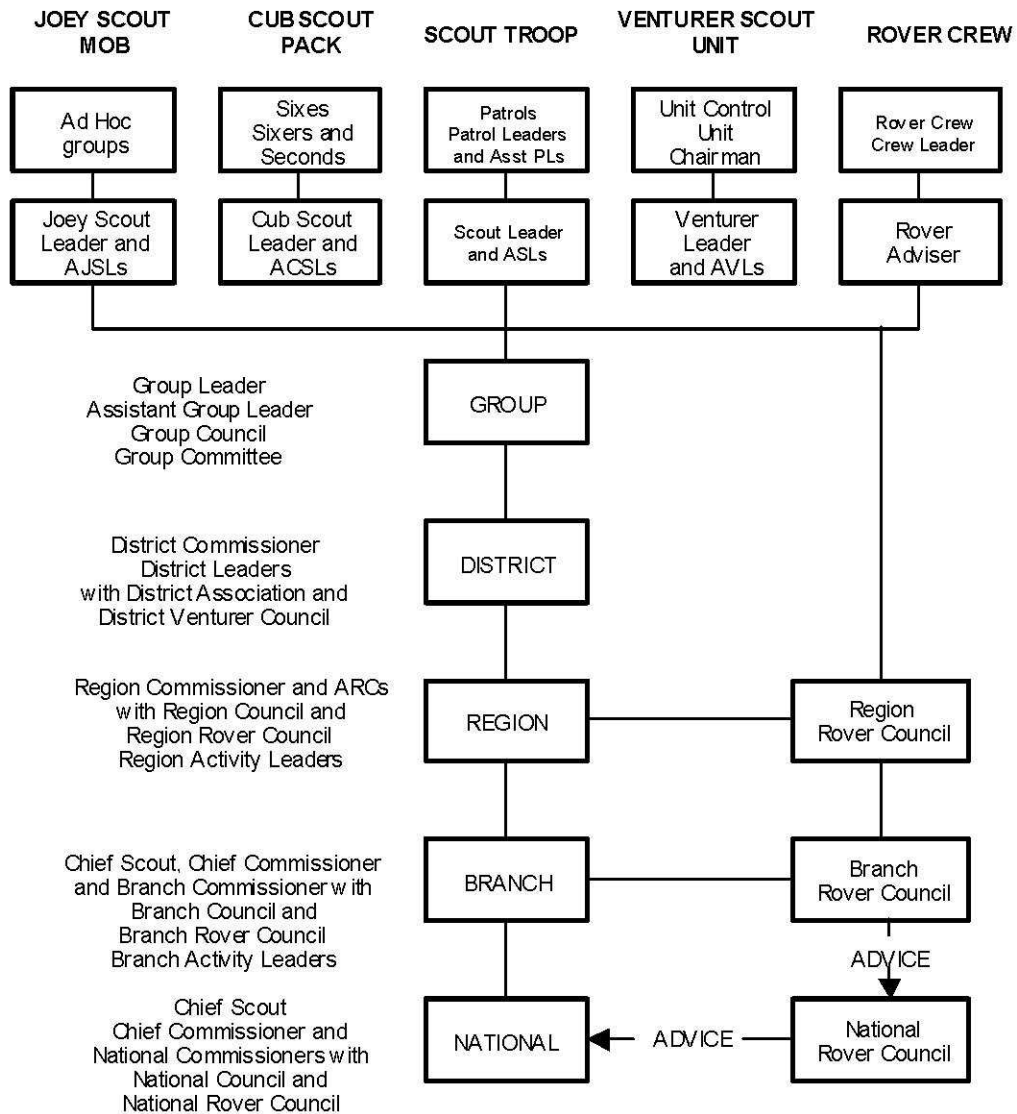 JOEY SCOUT
MOB
CUB SCOUT
PACK
SCOUT TROOP
VENTURER SCOUT
UNIT
ROVER CREW
Ad Hoc
groups
Sixes
Sixers and
Seconds
Patrols
Patrol Leaders
and Asst PLs
Unit Control
Unit
Chairman
Rover Crew
Crew Leader
Joey Scout
Leader and
AJSLs
Cub Scout
Leader and
ACSLs
Scout Leader
and ASLs
Venturer
Leader
and AVLs
Rover
Adviser
Group Leader
Assistant Group Leader
Group Council
Group Committee
GROUP
District Commissioner
District Leaders
with District Association and
District Venturer Council
DISTRICT
Region Commissioner and ARCs
with Region Council and
Region Rover Council
Region Activity Leaders
REGION
Region
Rover Council
Chief Scout, Chief Commissioner
and Branch Commissioner with
Branch Council and
Branch Rover Council
Branch Activity Leaders
BRANCH
Branch
Rover Council
ADVICE
Chief Scout
Chief Commissioner and
National Commissioners with
National Council and
National Rover Council
NATIONAL
ADVICE
National
Rover Council